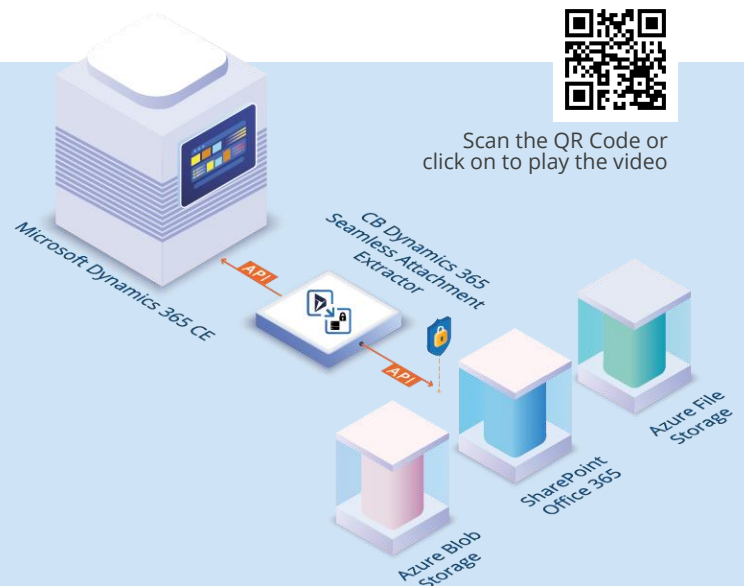 Scan the QR Code or
click on to play the video
Microsoft Dynamics 365 CE
API
CB Dynamics 365
Seamless Attachment
Extractor
API
Azure File
Storage
SharePoint
Office 365
Azure Blob
Storage